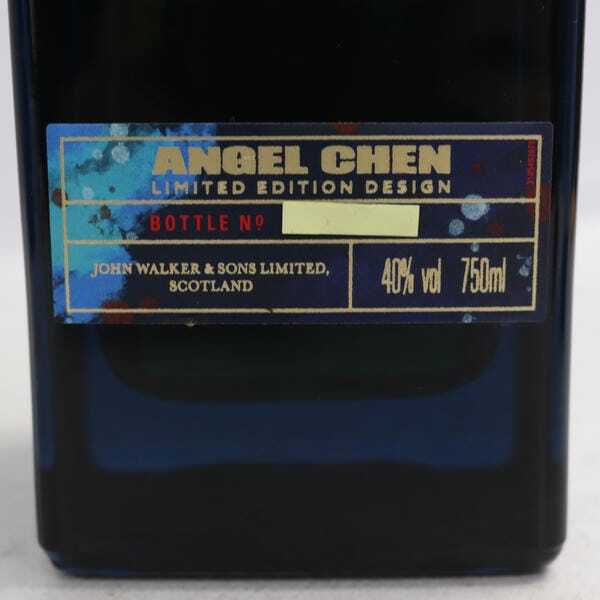 ANGEL CHEN
LIMITED EDITION DESIGN
BOTTLE Nº
JOHN WALKER & SONS LIMITED,
SCOTLAND
40% vol 750ml